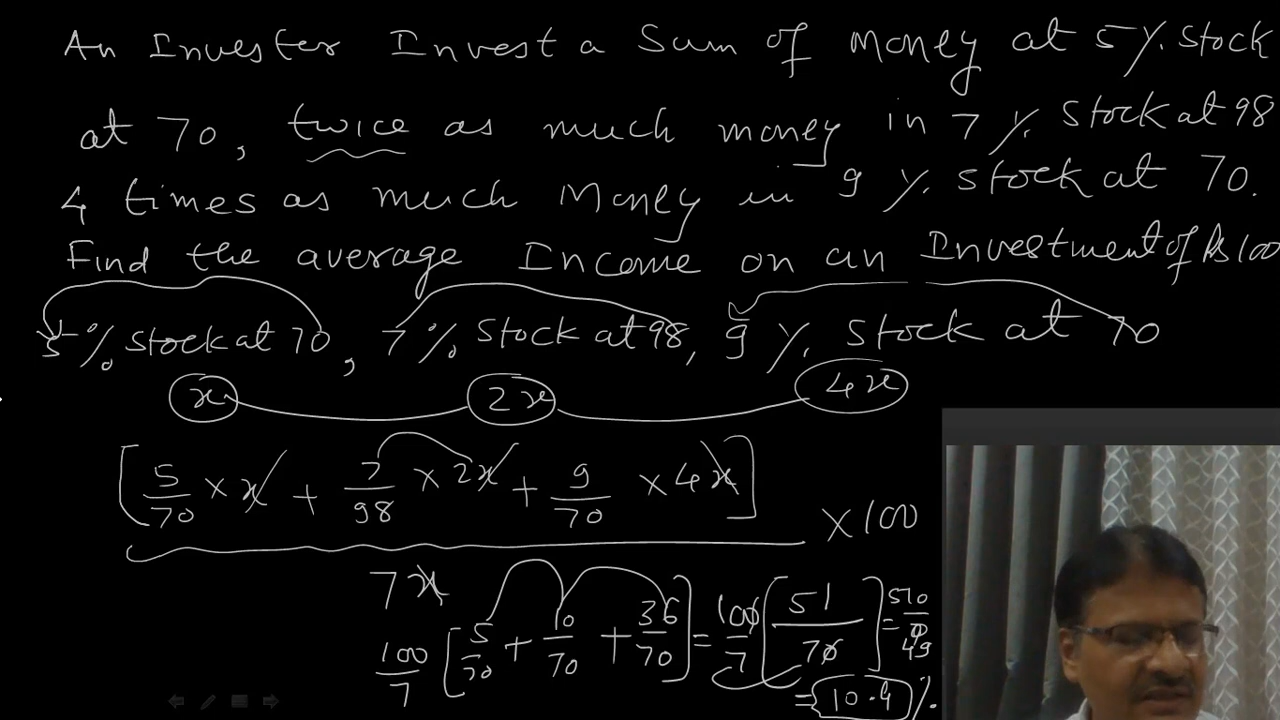 An Invester Invest a Sum of Money at 5% Stock
at 70, twice as much money in 7% Stock at 98
4 times as much Money in 9% stock at 70.
Find the average Income on an Investment of Rs 100
5% Stock at 70, 7% Stock at 98, 9% Stock at 70
x 2x 4x
[5/70 × x + 7/98 × 2x + 9/70 × 4x]
× 100
7x
100/7 [5/70 + 10/70 + 36/70] = 100/7 [51/70] = 510/49
= 10.4%.